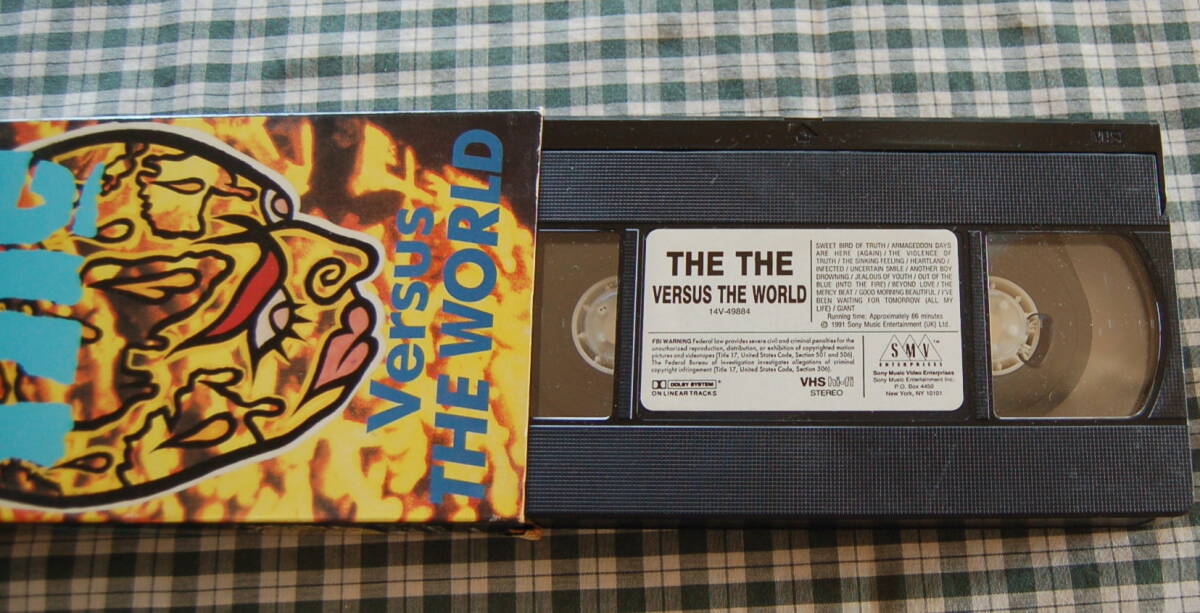 Versus
THE WORLD
VHS
THE THE
VERSUS THE WORLD
14V-49884
SWEET BIRD OF TRUTH / ARMAGEDDON DAYS
ARE HERE (AGAIN) / THE VIOLENCE OF
TRUTH / THE SINKING FEELING / HEARTLAND /
INFECTED / UNCERTAIN SMILE / ANOTHER BOY
DROWNING / JEALOUS OF YOUTH / OUT OF THE
BLUE (INTO THE FIRE) / BEYOND LOVE / THE
MERCY BEAT / GOOD MORNING BEAUTIFUL / I'VE
BEEN WAITING FOR TOMORROW (ALL MY
LIFE) / GIANT
Running time: Approximately 86 minutes
© 1991 Sony Music Entertainment (UK) Ltd.
FBI WARNING Federal law provides severe civil and criminal penalties for the
unauthorized reproduction, distribution, or exhibition of copyrighted motion
pictures and videotapes (Title 17, United States Code, Section 501 and 506).
The Federal Bureau of Investigation investigates allegations of criminal
copyright infringement (Title 17, United States Code, Section 506).
DOLBY SYSTEM
ON LINEAR TRACKS
VHS hi-fi
STEREO
SMV™
ENTERPRISES
Sony Music Video Enterprises
Sony Music Entertainment Inc.
P.O. Box 4450
New York, NY 10101